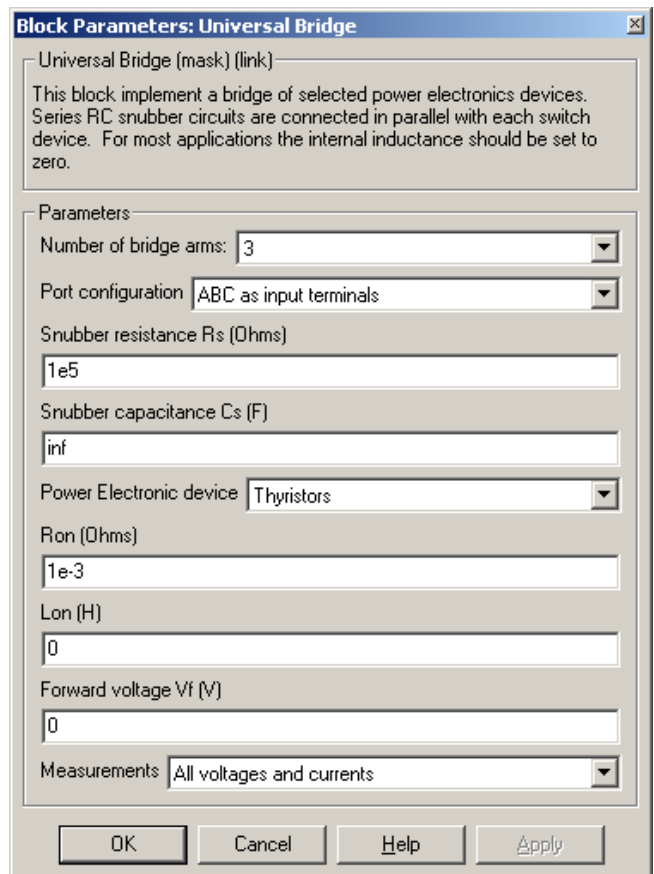 Block Parameters: Universal Bridge
Universal Bridge (mask) (link)
This block implement a bridge of selected power electronics devices.
Series RC snubber circuits are connected in parallel with each switch
device.  For most applications the internal inductance should be set to
zero.
Parameters
Number of bridge arms: 3
Port configuration ABC as input terminals
Snubber resistance Rs (Ohms)
1e5
Snubber capacitance Cs (F)
inf
Power Electronic device Thyristors
Ron (Ohms)
1e-3
Lon (H)
0
Forward voltage Vf (V)
0
Measurements All voltages and currents
OK Cancel Help Apply